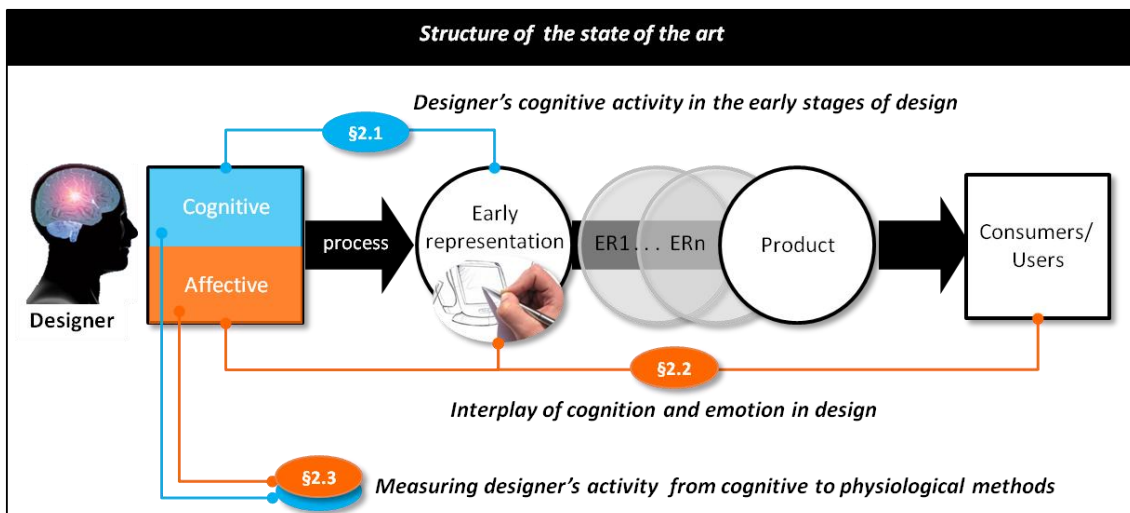 Structure of the state of the art
Designer's cognitive activity in the early stages of design
§2.1
Cognitive
Affective
Designer
process
Early
representation
ER1 . . . ERn
Product
Consumers/
Users
§2.2
Interplay of cognition and emotion in design
§2.3
Measuring designer's activity from cognitive to physiological methods